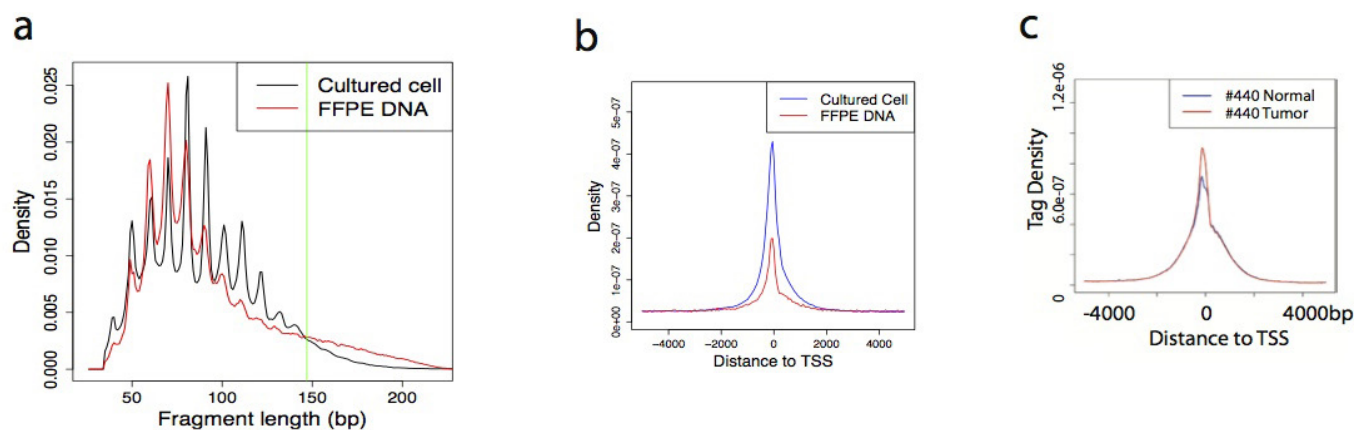 a
Cultured cell
FFPE DNA
Density
0.025
0.020
0.015
0.010
0.005
0.000
50
100
150
200
Fragment length (bp)
b
Cultured Cell
FFPE DNA
Density
5e-07
4e-07
3e-07
2e-07
1e-07
0e+00
-4000
-2000
0
2000
4000
Distance to TSS
c
#440 Normal
#440 Tumor
Tag Density
1.2e-06
6.0e-07
0
-4000
0
4000bp
Distance to TSS